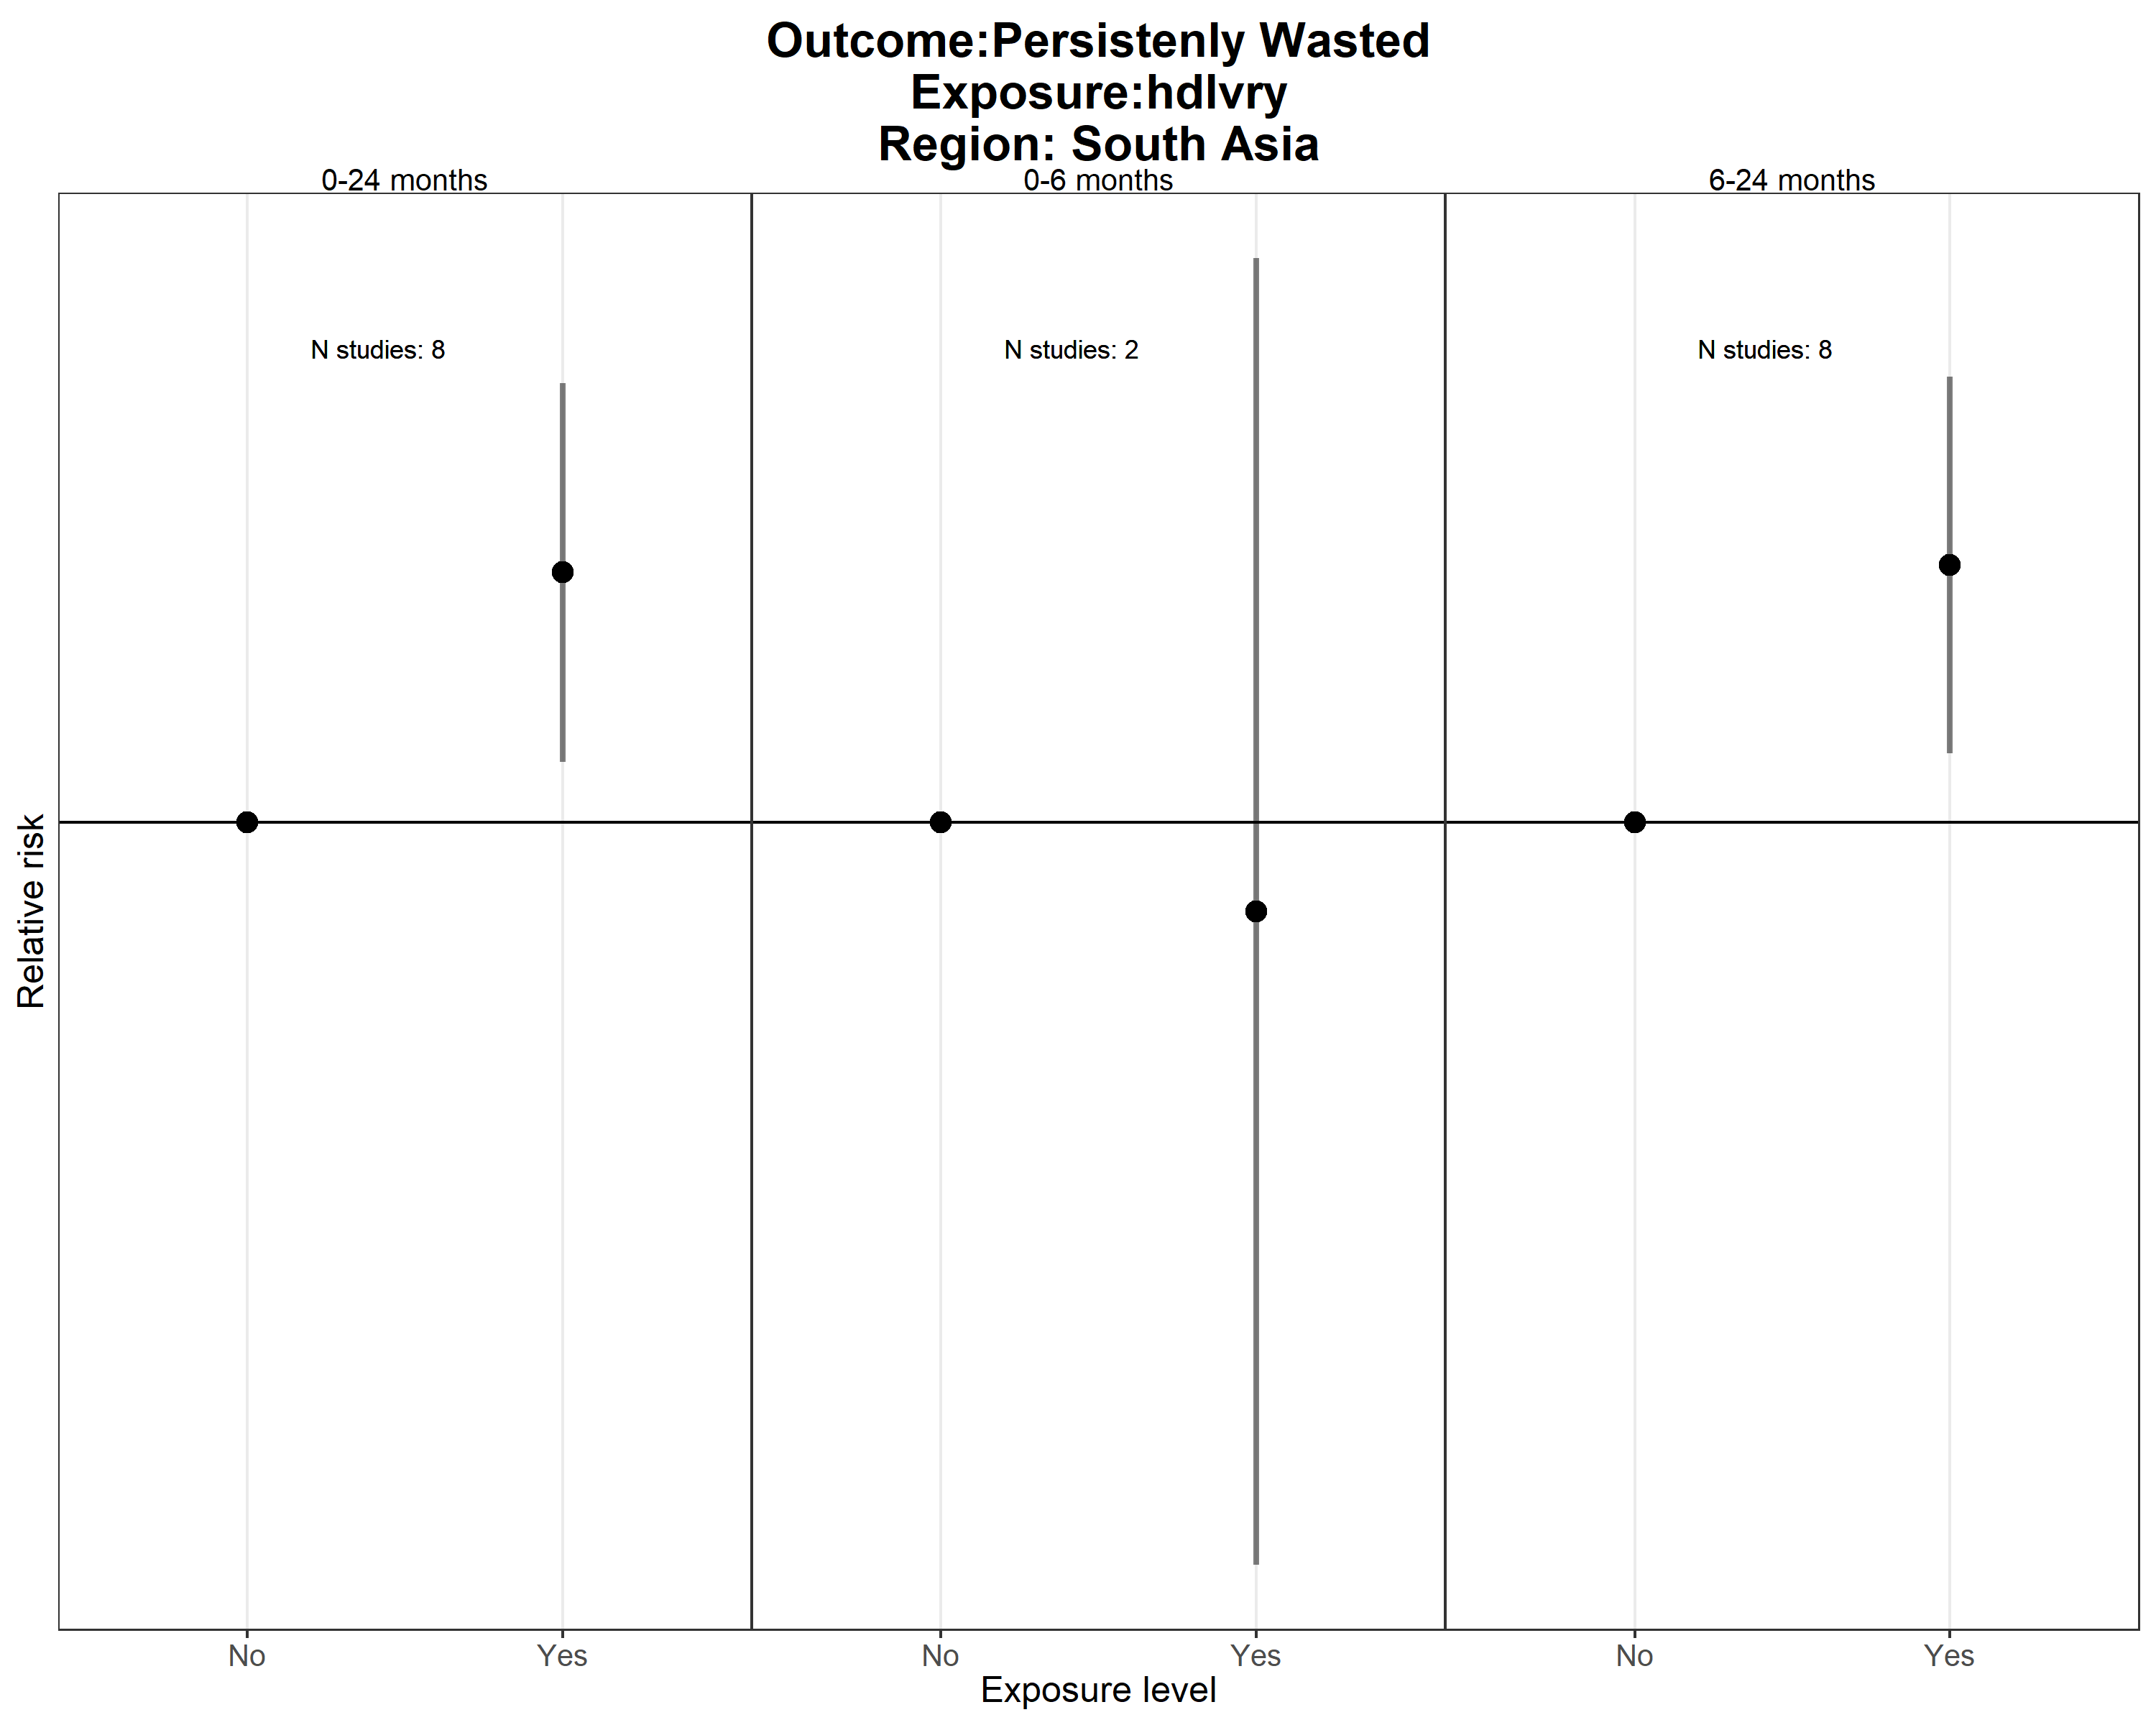 Outcome:Persistenly Wasted
Exposure:hdlvry
Region: South Asia
0-24 months
0-6 months
6-24 months
N studies: 8
N studies: 2
N studies: 8
Relative risk
No
Yes
No
Yes
No
Yes
Exposure level